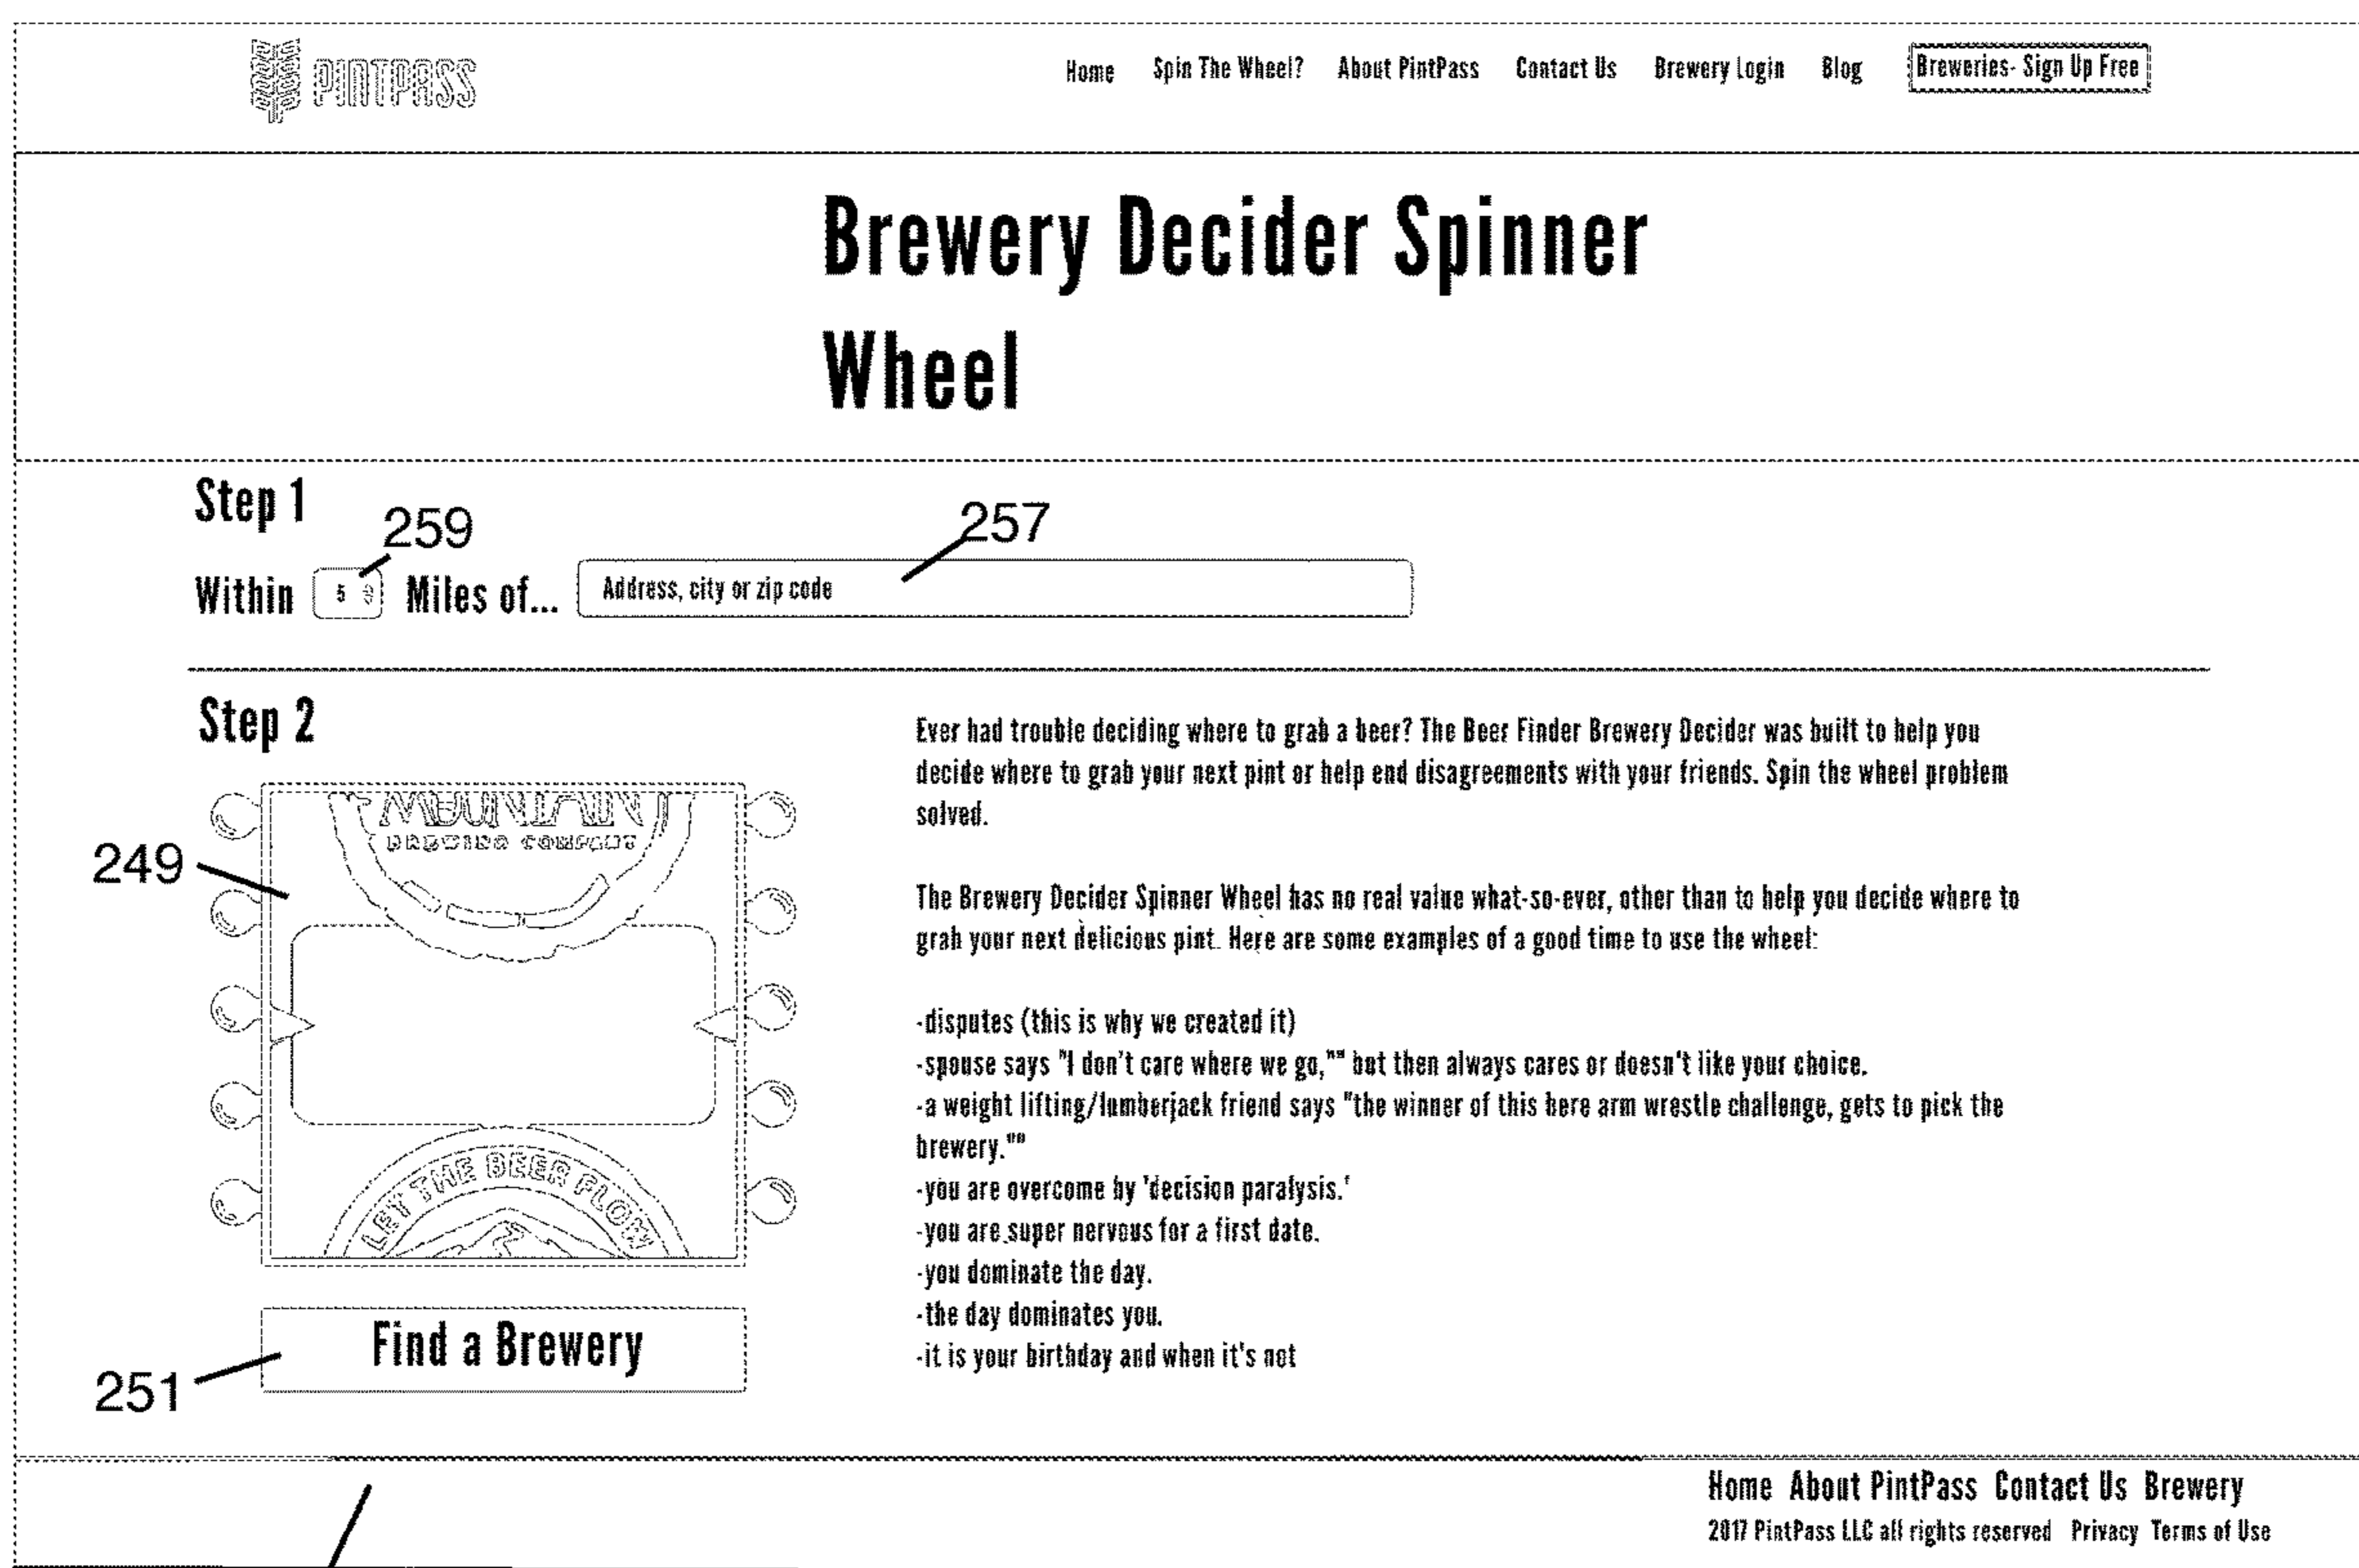 PINTPASS
Home Spin The Wheel? About PintPass Contact Us Brewery Login Blog Breweries- Sign Up Free
Brewery Decider Spinner
Wheel
Step 1
259
257
Within 5 Miles of... Address, city or zip code
Step 2
249
MOUNTAIN
BREWING COMPANY
LET THE BEER FLOW
Find a Brewery
251
Ever had trouble deciding where to grab a beer? The Beer Finder Brewery Decider was built to help you
decide where to grab your next pint or help end disagreements with your friends. Spin the wheel problem
solved.
The Brewery Decider Spinner Wheel has no real value what-so-ever, other than to help you decide where to
grab your next delicious pint. Here are some examples of a good time to use the wheel:
-disputes (this is why we created it)
-spouse says "I don't care where we go,"" but then always cares or doesn't like your choice.
-a weight lifting/lumberjack friend says "the winner of this here arm wrestle challenge, gets to pick the
brewery.""
-you are overcome by 'decision paralysis.'
-you are super nervous for a first date.
-you dominate the day.
-the day dominates you.
-it is your birthday and when it's not
Home About PintPass Contact Us Brewery
2017 PintPass LLC all rights reserved Privacy Terms of Use